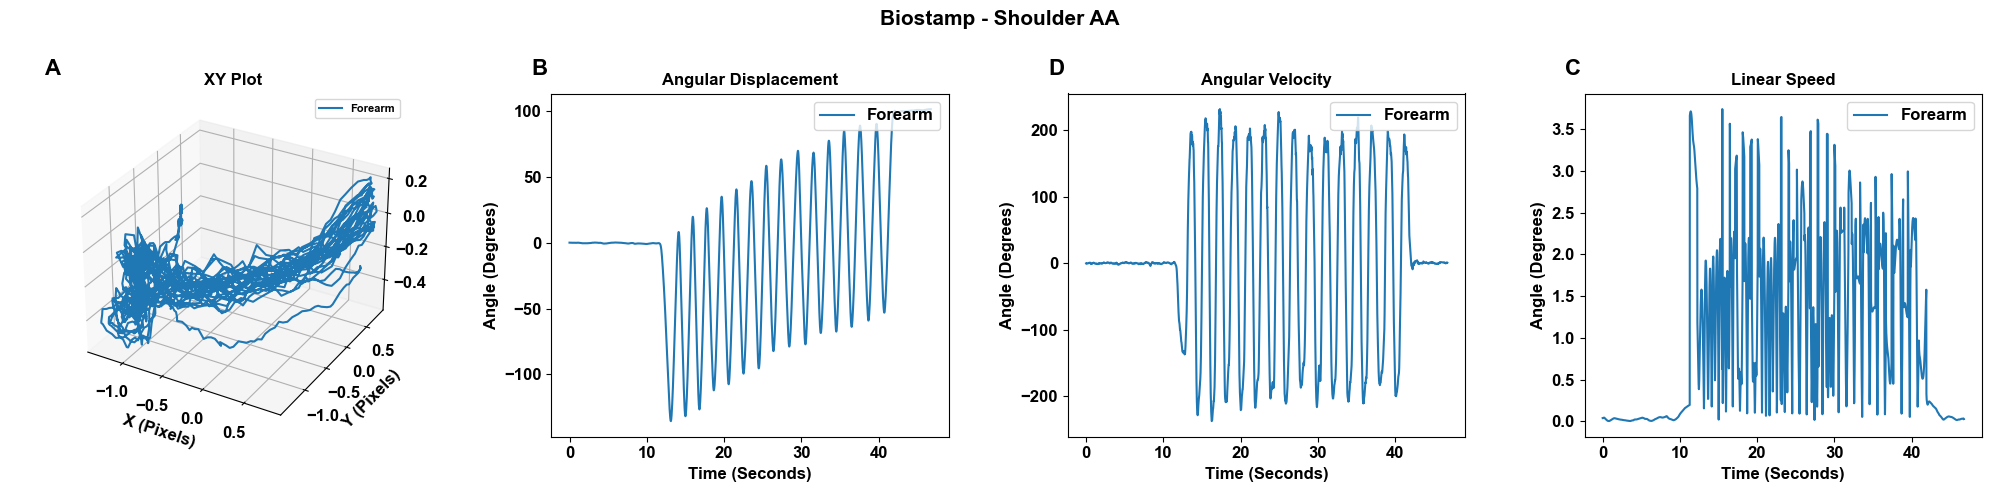 Biostamp - Shoulder AA
A
XY Plot
Forearm
0.2
0.0
−0.2
−0.4
0.5
0.0
−0.5
−1.0
Y (Pixels)
−1.0
−0.5
0.0
0.5
X (Pixels)
B
Angular Displacement
Forearm
100
50
0
−50
−100
Angle (Degrees)
0 10 20 30 40
Time (Seconds)
D
Angular Velocity
Forearm
200
100
0
−100
−200
Angle (Degrees)
0 10 20 30 40
Time (Seconds)
C
Linear Speed
Forearm
3.5
3.0
2.5
2.0
1.5
1.0
0.5
0.0
Angle (Degrees)
0 10 20 30 40
Time (Seconds)